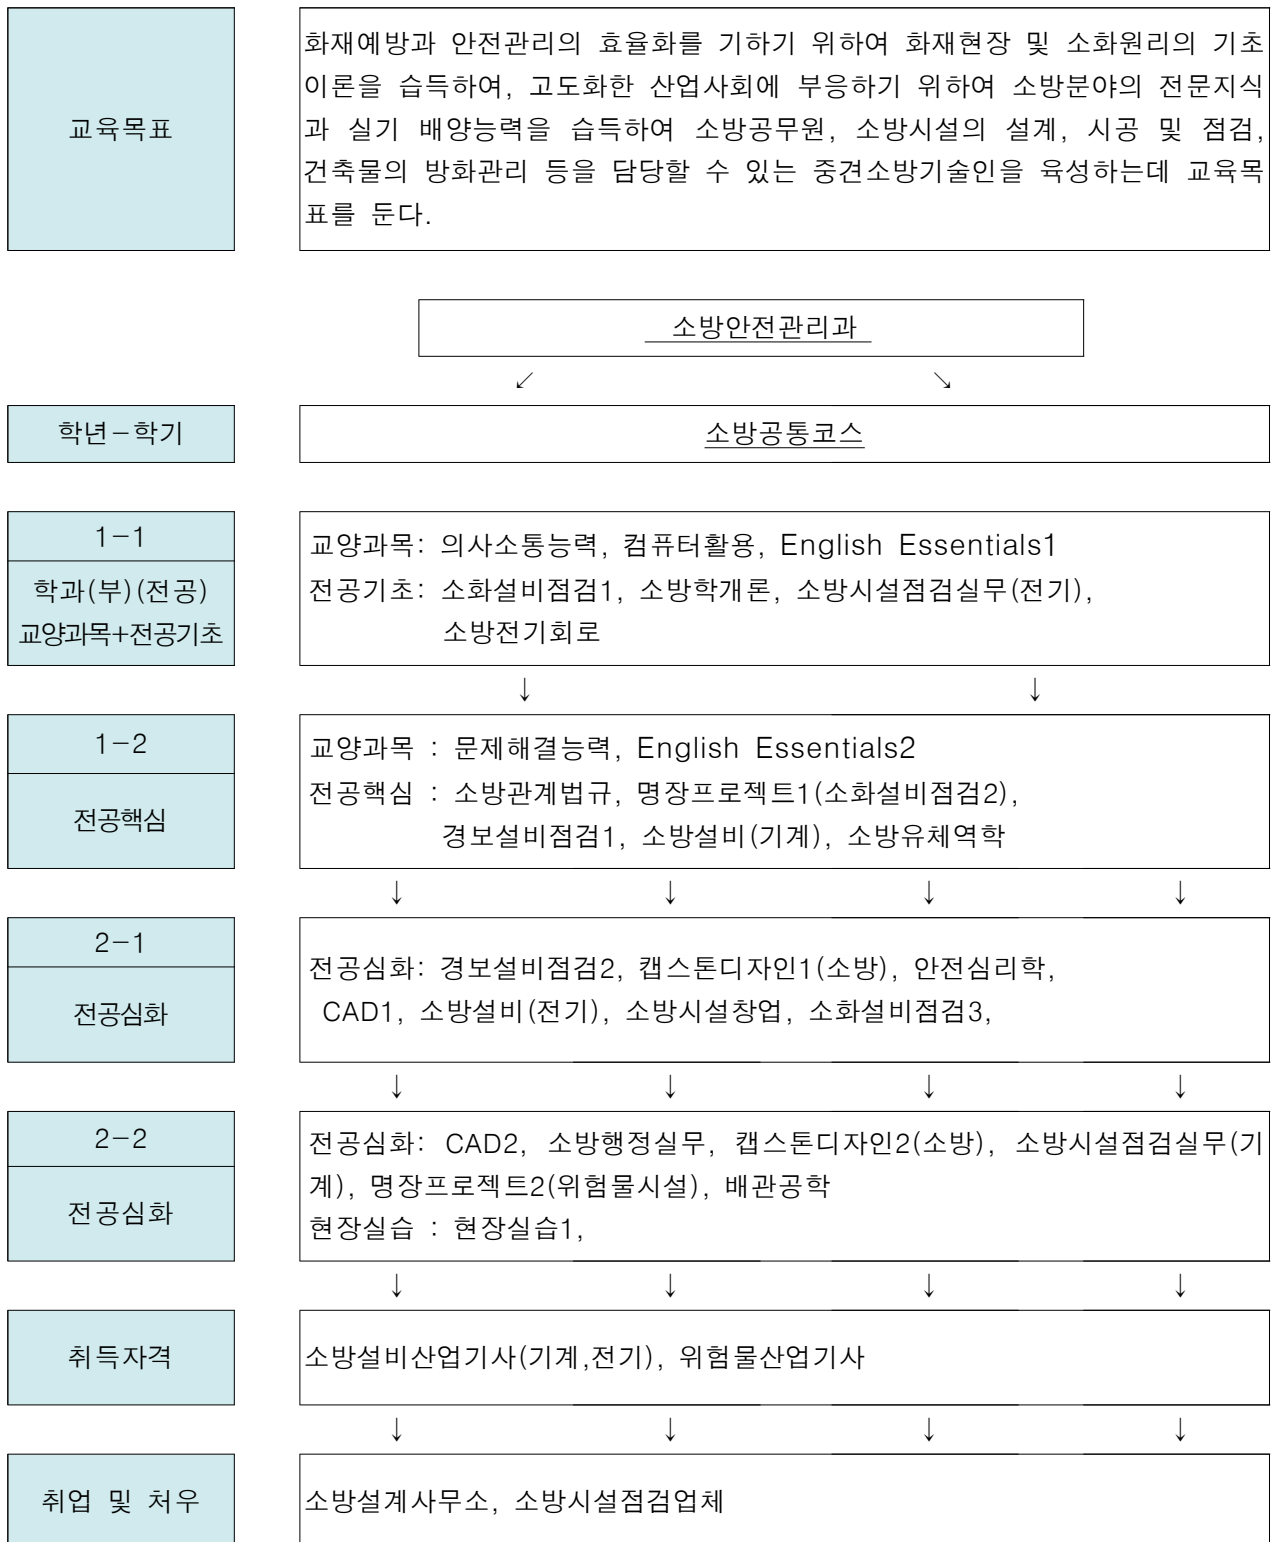 교육목표
화재예방과 안전관리의 효율화를 기하기 위하여 화재현장 및 소화원리의 기초
이론을 습득하여, 고도화한 산업사회에 부응하기 위하여 소방분야의 전문지식
과 실기 배양능력을 습득하여 소방공무원, 소방시설의 설계, 시공 및 점검,
건축물의 방화관리 등을 담당할 수 있는 중견소방기술인을 육성하는데 교육목
표를 둔다.
소방안전관리과
↙ ↘
학년-학기
소방공통코스
1-1
학과(부)(전공)
교양과목+전공기초
교양과목: 의사소통능력, 컴퓨터활용, English Essentials1
전공기초: 소화설비점검1, 소방학개론, 소방시설점검실무(전기),
소방전기회로
↓ ↓
1-2
전공핵심
교양과목 : 문제해결능력, English Essentials2
전공핵심 : 소방관계법규, 명장프로젝트1(소화설비점검2),
경보설비점검1, 소방설비(기계), 소방유체역학
↓ ↓ ↓ ↓
2-1
전공심화
전공심화: 경보설비점검2, 캡스톤디자인1(소방), 안전심리학,
CAD1, 소방설비(전기), 소방시설창업, 소화설비점검3,
↓ ↓ ↓ ↓
2-2
전공심화
전공심화: CAD2, 소방행정실무, 캡스톤디자인2(소방), 소방시설점검실무(기
계), 명장프로젝트2(위험물시설), 배관공학
현장실습 : 현장실습1,
↓ ↓ ↓ ↓
취득자격
소방설비산업기사(기계,전기), 위험물산업기사
↓ ↓ ↓ ↓
취업 및 처우
소방설계사무소, 소방시설점검업체